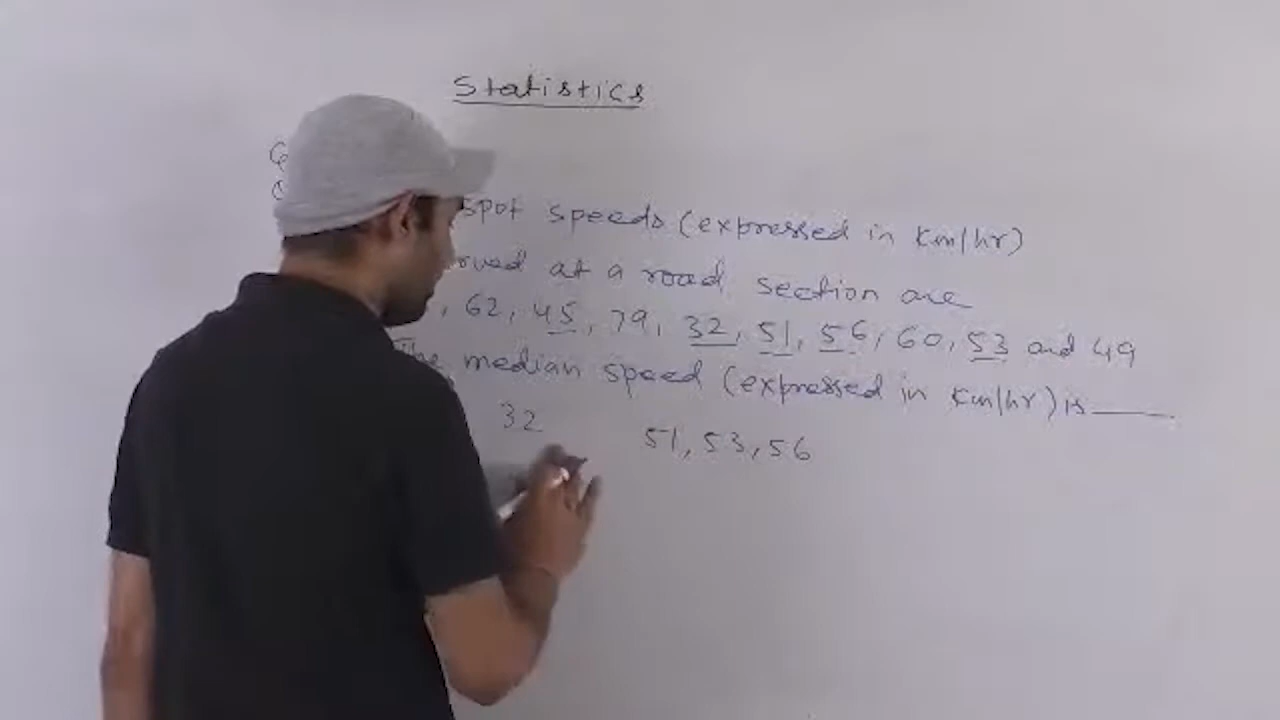 Statistics
spot speeds (expressed in Km/hr)
at a road section are
, 62, 45, 79, 32, 51, 56, 60, 53 and 49
The median speed (expressed in Km/hr) is
32 51, 53, 56